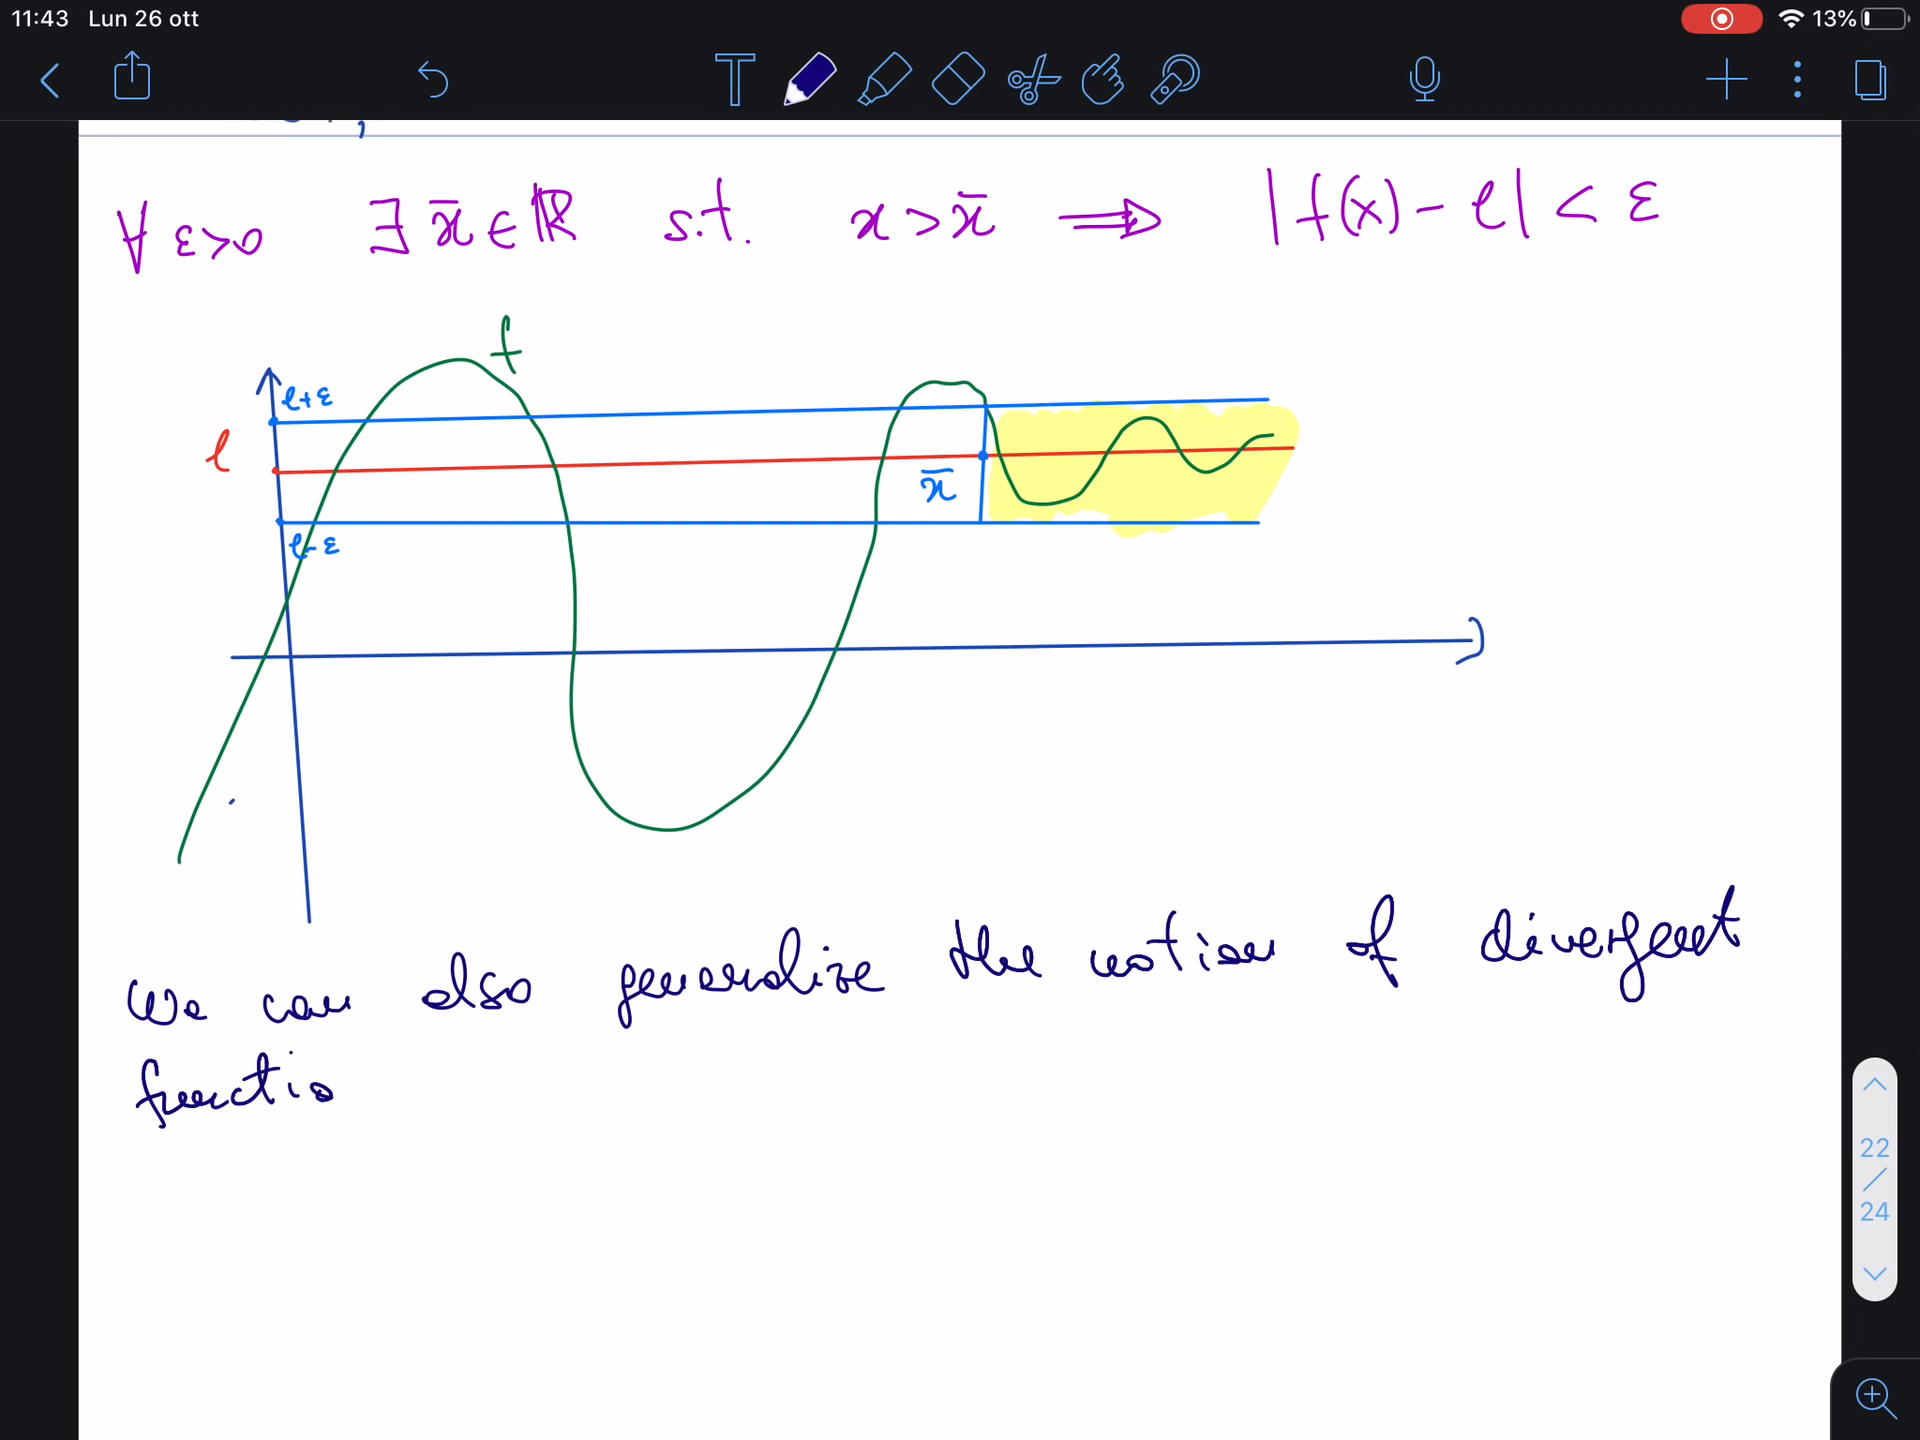 11:43 Lun 26 ott 13%
∀ ε>0 ∃ x̄ ∈ ℝ s.t. x > x̄ ⟹ |f(x) - ℓ| < ε
f
ℓ+ε
ℓ
x̄
ℓ-ε
We can also generalize the notion of divergent
functio
22
/
24